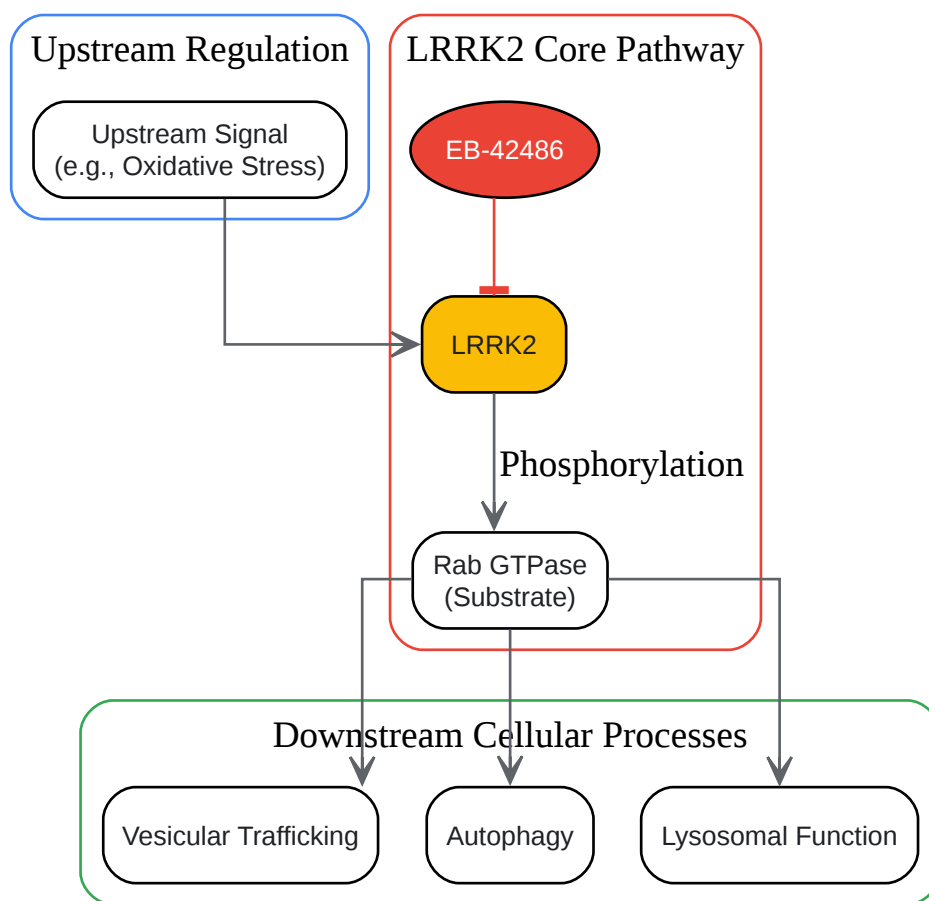 Upstream Regulation
Upstream Signal
(e.g., Oxidative Stress)
LRRK2 Core Pathway
EB-42486
LRRK2
Phosphorylation
Rab GTPase
(Substrate)
Downstream Cellular Processes
Vesicular Trafficking
Autophagy
Lysosomal Function